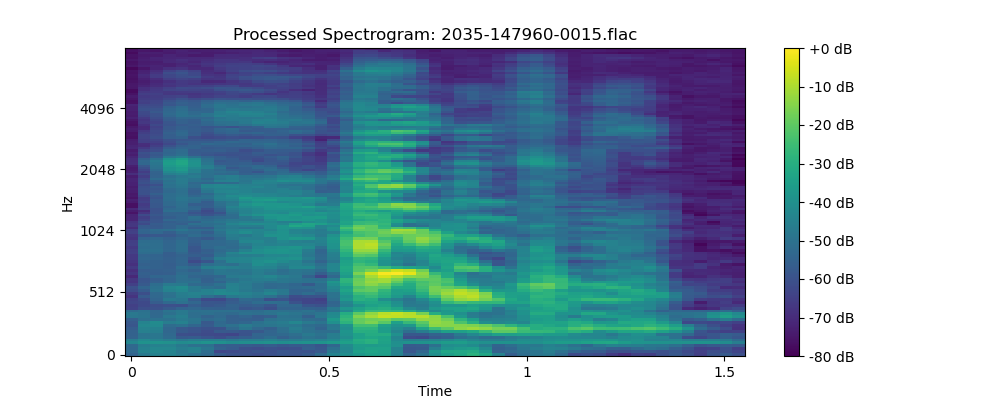 Processed Spectrogram: 2035-147960-0015.flac
Hz
4096
2048
1024
512
0
0
0.5
1
1.5
Time
+0 dB
-10 dB
-20 dB
-30 dB
-40 dB
-50 dB
-60 dB
-70 dB
-80 dB